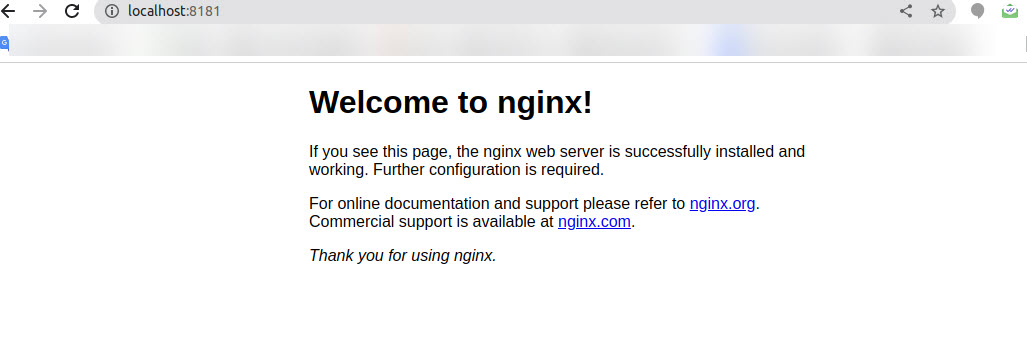 localhost:8181
Welcome to nginx!
If you see this page, the nginx web server is successfully installed and
working. Further configuration is required.
For online documentation and support please refer to nginx.org.
Commercial support is available at nginx.com.
Thank you for using nginx.